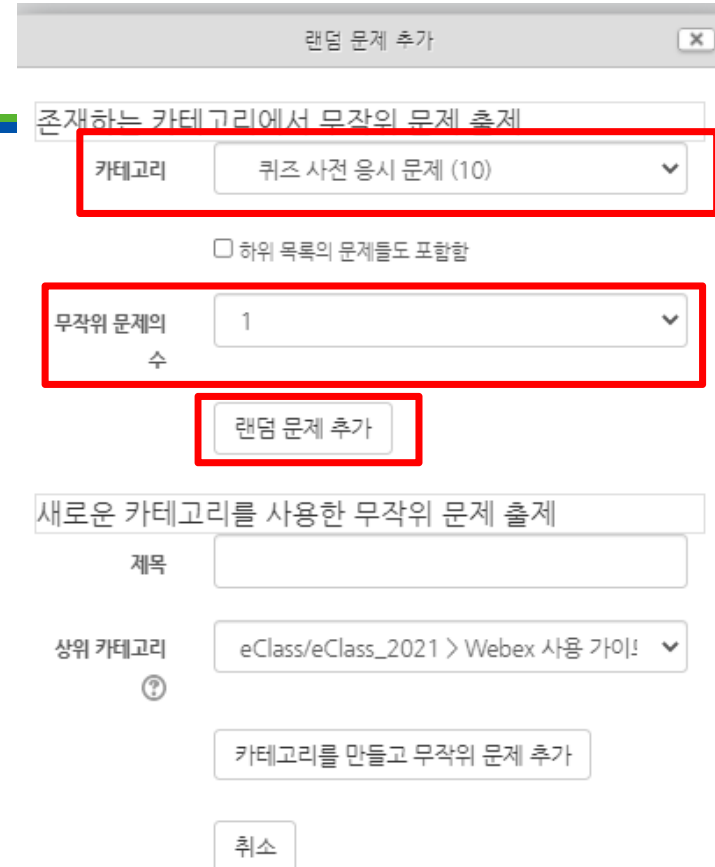 랜덤 문제 추가
존재하는 카테고리에서 무작위 문제 출제
카테고리
퀴즈 사전 응시 문제 (10)
하위 목록의 문제들도 포함함
무작위 문제의
수
1
랜덤 문제 추가
새로운 카테고리를 사용한 무작위 문제 출제
제목
상위 카테고리
eClass/eClass_2021 > Webex 사용
카테고리를 만들고 무작위 문제 추가
취소